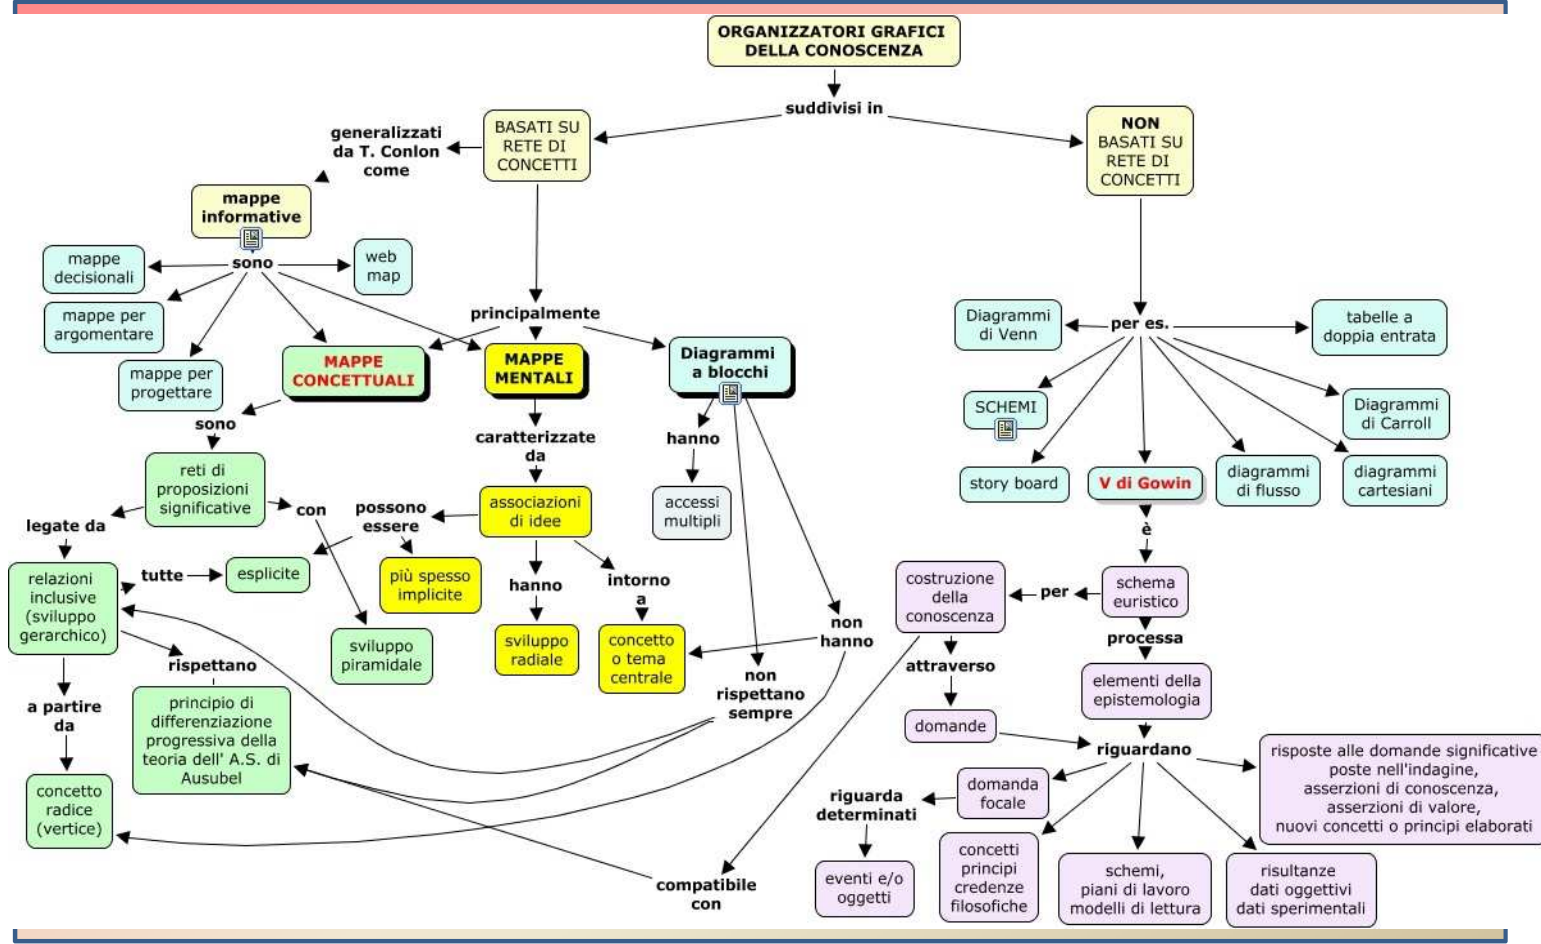 ORGANIZZATORI GRAFICI
DELLA CONOSCENZA
suddivisi in
BASATI SU
RETE DI
CONCETTI
NON
BASATI SU
RETE DI
CONCETTI
generalizzati
da T. Conlon
come
mappe
informative
sono
mappe
decisionali
web
map
mappe per
argomentare
mappe per
progettare
principalmente
MAPPE
CONCETTUALI
MAPPE
MENTALI
Diagrammi
a blocchi
sono
reti di
proposizioni
significative
legate da
con
relazioni
inclusive
(sviluppo
gerarchico)
tutte
esplicite
possono
essere
più spesso
implicite
sviluppo
piramidale
rispettano
principio di
differenziazione
progressiva della
teoria dell' A.S. di
Ausubel
a partire
da
concetto
radice
(vertice)
caratterizzate
da
associazioni
di idee
hanno
sviluppo
radiale
intorno
a
concetto
o tema
centrale
hanno
accessi
multipli
non
hanno
non
rispettano
sempre
compatibile
con
per es.
Diagrammi
di Venn
tabelle a
doppia entrata
SCHEMI
Diagrammi
di Carroll
story board
V di Gowin
diagrammi
di flusso
diagrammi
cartesiani
è
schema
euristico
per
costruzione
della
conoscenza
processa
attraverso
elementi della
epistemologia
domande
riguardano
domanda
focale
riguarda
determinati
eventi e/o
oggetti
concetti
principi
credenze
filosofiche
schemi,
piani di lavoro
modelli di lettura
risultanze
dati oggettivi
dati sperimentali
risposte alle domande significative
poste nell'indagine,
asserzioni di conoscenza,
asserzioni di valore,
nuovi concetti o principi elaborati